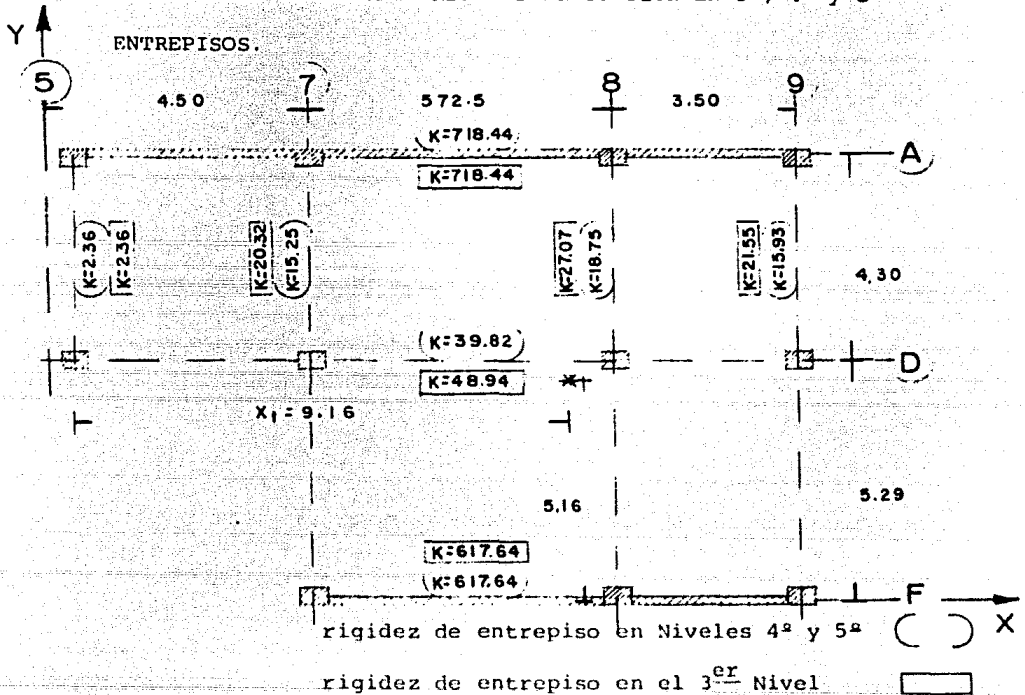 Y
ENTREPISOS.
5
7
8
9
4.50
572.5
3.50
K=718.44
K=718.44
A
K=2.36
K=2.36
K=20.32
K=15.25
K=27.07
K=18.75
K=21.55
K=15.93
4.30
K=39.82
K=48.94
D
X₁ = 9.16
5.16
5.29
K=617.64
K=617.64
F
X
rigidez de entrepiso en Niveles 4º y 5º
rigidez de entrepiso en el 3er Nivel